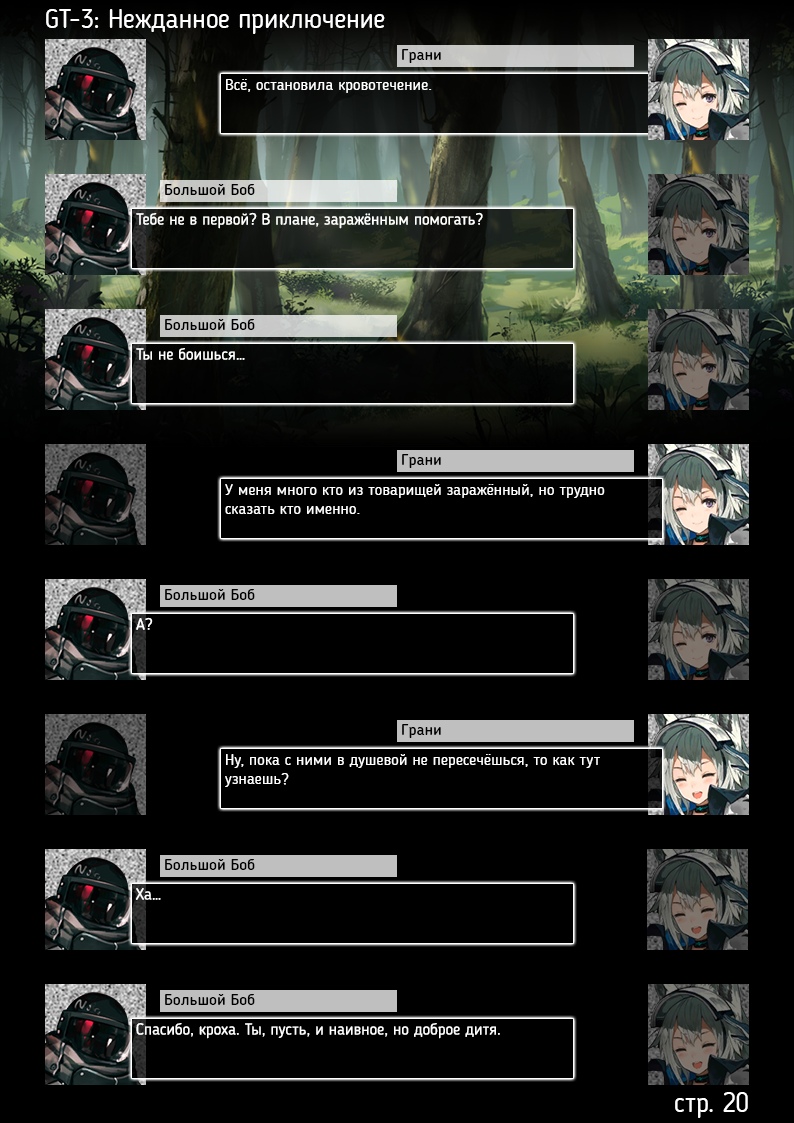 GT-3: Нежданное приключение
Грани
Всё, остановила кровотечение.
Большой Боб
Тебе не в первой? В плане, заражённым помогать?
Большой Боб
Ты не боишься...
Грани
У меня много кто из товарищей заражённый, но трудно
сказать кто именно.
Большой Боб
А?
Грани
Ну, пока с ними в душевой не пересечёшься, то как тут
узнаешь?
Большой Боб
Ха...
Большой Боб
Спасибо, кроха. Ты, пусть, и наивное, но доброе дитя.
стр. 20